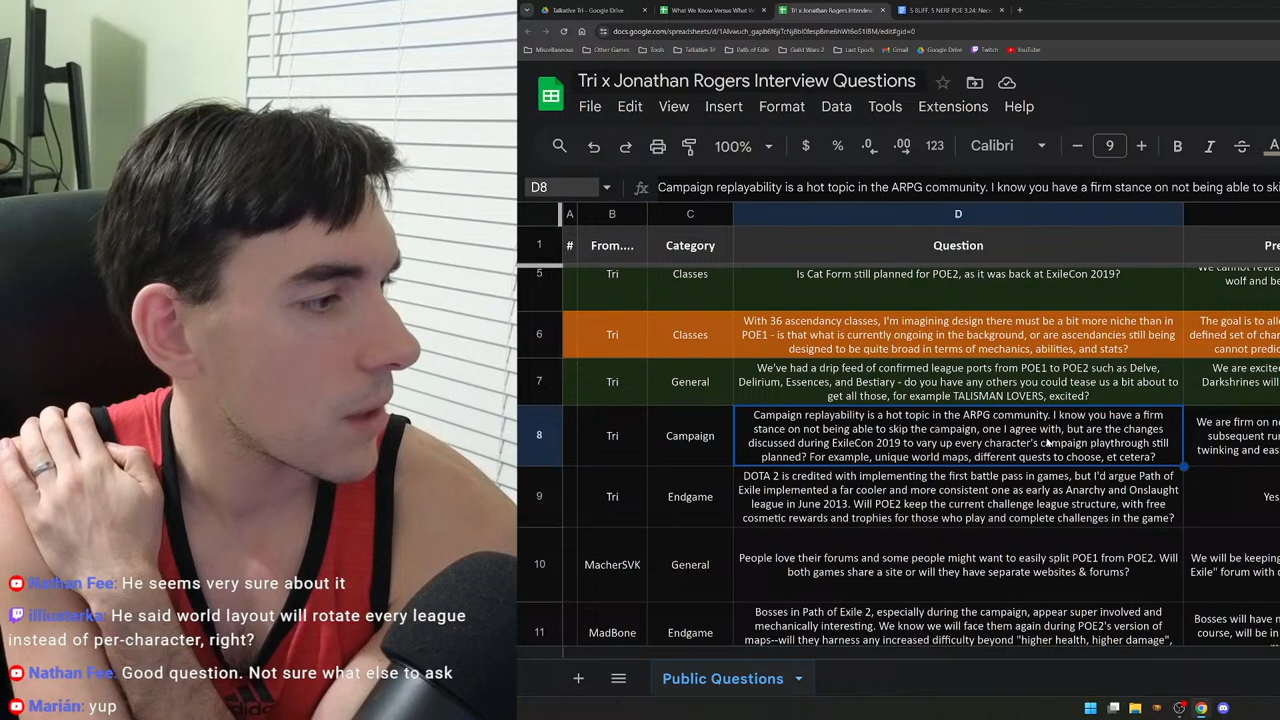 Talkative Tri - Google Drive
What We Know Versus What W
Tri x Jonathan Rogers Interview
5 BUFF, 5 NERF POE 3.24: Neco
Miscellaneous
Other Games
Tools
Talkative Tri
Path of Exile
Guild Wars 2
Last Epoch
Gmail
Google Drive
Twitch
YouTube
Tri x Jonathan Rogers Interview Questions
File Edit View Insert Format Data Tools Extensions Help
100% $ % .0 .00 123 Calibri 9 B I
D8 fx Campaign replayability is a hot topic in the ARPG community. I know you have a firm stance on not being able to ski
A B C D
1 # From.... Category Question Pre
5 Tri Classes Is Cat Form still planned for POE2, as it was back at ExileCon 2019?
We cannot reveal
wolf and be
6 Tri Classes
With 36 ascendancy classes, I'm imagining design there must be a bit more niche than in
POE1 - is that what is currently ongoing in the background, or are ascendancies still being
designed to be quite broad in terms of mechanics, abilities, and stats?
The goal is to allo
defined set of chara
cannot predic
7 Tri General
We've had a drip feed of confirmed league ports from POE1 to POE2 such as Delve,
Delirium, Essences, and Bestiary - do you have any others you could tease us a bit about to
get all those, for example TALISMAN LOVERS, excited?
We are excited
Darkshrines will
8 Tri Campaign
Campaign replayability is a hot topic in the ARPG community. I know you have a firm
stance on not being able to skip the campaign, one I agree with, but are the changes
discussed during ExileCon 2019 to vary up every character's campaign playthrough still
planned? For example, unique world maps, different quests to choose, et cetera?
We are firm on no
subsequent run
twinking and eas
9 Tri Endgame
DOTA 2 is credited with implementing the first battle pass in games, but I'd argue Path of
Exile implemented a far cooler and more consistent one as early as Anarchy and Onslaught
league in June 2013. Will POE2 keep the current challenge league structure, with free
cosmetic rewards and trophies for those who play and complete challenges in the game?
Yes
10 MacherSVK General
People love their forums and some people might want to easily split POE1 from POE2. Will
both games share a site or will they have separate websites & forums?
We will be keeping
Exile" forum with o
11 MadBone Endgame
Bosses in Path of Exile 2, especially during the campaign, appear super involved and
mechanically interesting. We know we will face them again during POE2's version of
maps--will they harness any increased difficulty beyond "higher health, higher damage",
Bosses will have m
course, will be in
Public Questions
Nathan Fee: He seems very sure about it
illiusterka: He said world layout will rotate every league
instead of per-character, right?
Nathan Fee: Good question. Not sure what else to ask
Marián: yup
adidas